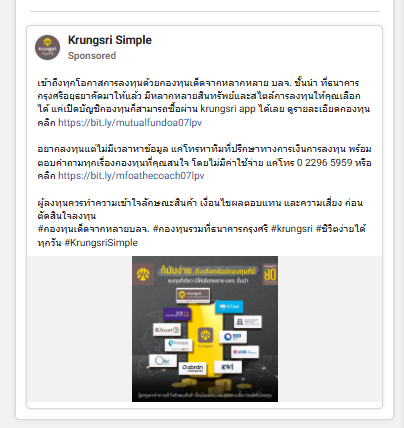 Krungsri Simple
Sponsored
เข้าถึงทุกโอกาสการลงทุนด้วยกองทุนเด็ดจากหลากหลาย บลจ. ชั้นนำ ที่ธนาคาร
กรุงศรีอยุธยาคัดมาให้แล้ว มีหลากหลายสินทรัพย์และสไตล์การลงทุนให้คุณเลือก
ได้ แค่เปิดบัญชีกองทุนก็สามารถซื้อผ่าน krungsri app ได้เลย ดูรายละเอียดกองทุน
คลิก https://bit.ly/mutualfundoa07lpv
อยากลงทุนแต่ไม่มีเวลาหาข้อมูล แค่โทรหาทีมที่ปรึกษาทางการเงินการลงทุน พร้อม
ตอบคำถามทุกเรื่องกองทุนที่คุณสนใจ โดยไม่มีค่าใช้จ่าย แค่โทร 0 2296 5959 หรือ
คลิก https://bit.ly/mfoathecoach07lpv
ผู้ลงทุนควรทำความเข้าใจลักษณะสินค้า เงื่อนไขผลตอบแทน และความเสี่ยง ก่อน
ตัดสินใจลงทุน
#กองทุนเด็ดจากหลายบลจ. #กองทุนรวมที่ธนาคารกรุงศรี #krungsri #ชีวิตง่ายได้
ทุกวัน #KrungsriSimple
krungsri
ก็มันง่าย
KAsset
Principal
abrdn
KWI